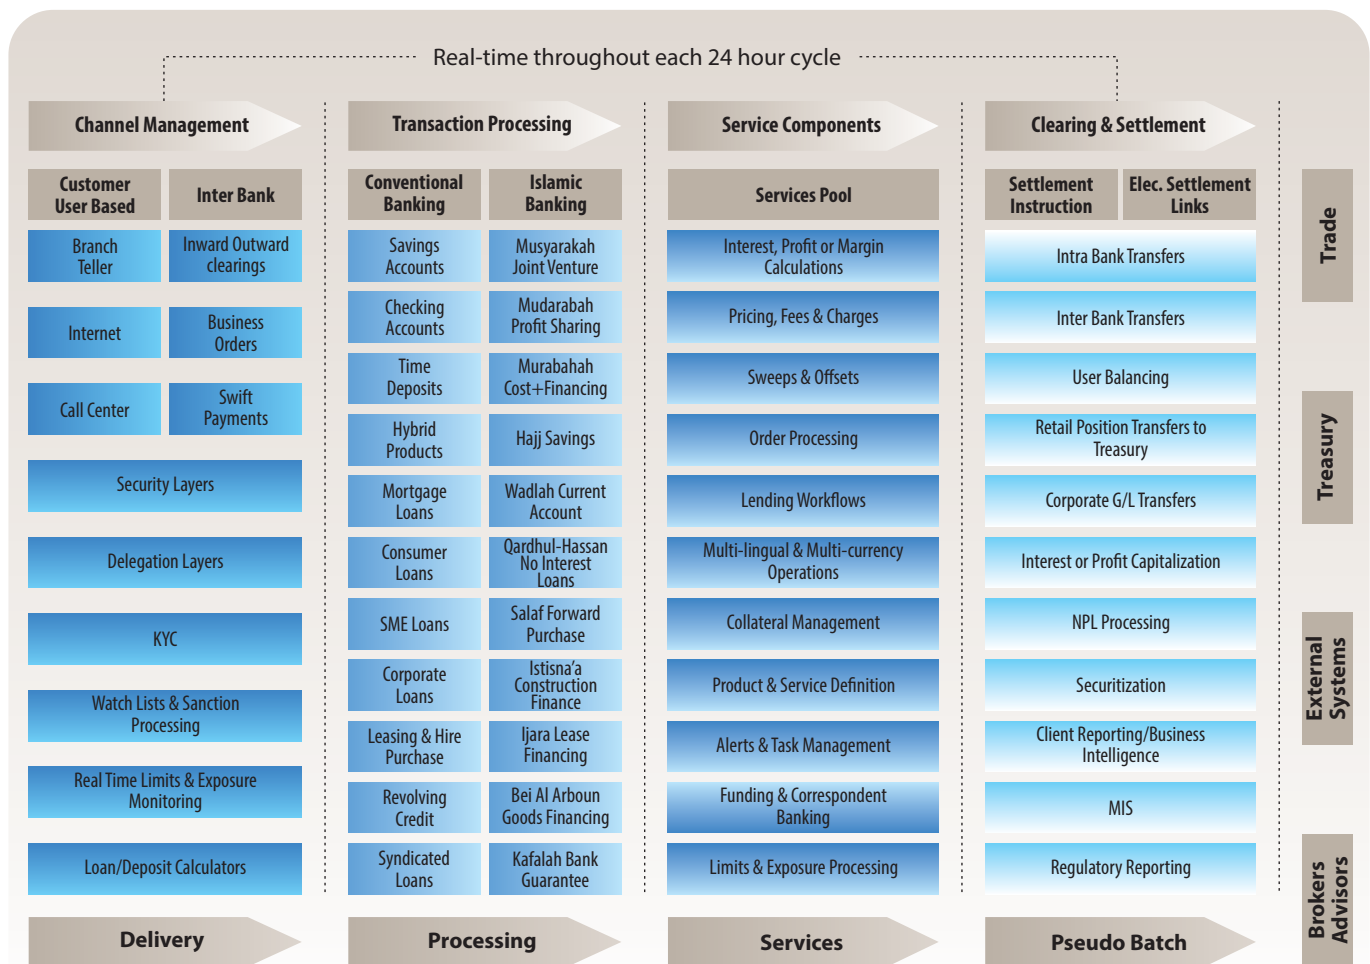 Real-time throughout each 24 hour cycle
Channel Management
Transaction Processing
Service Components
Clearing & Settlement
Customer
User Based
Inter Bank
Conventional
Banking
Islamic
Banking
Services Pool
Settlement
Instruction
Elec. Settlement
Links
Branch
Teller
Inward Outward
clearings
Internet
Business
Orders
Call Center
Swift
Payments
Security Layers
Delegation Layers
KYC
Watch Lists & Sanction
Processing
Real Time Limits & Exposure
Monitoring
Loan/Deposit Calculators
Savings
Accounts
Musyarakah
Joint Venture
Checking
Accounts
Mudarabah
Profit Sharing
Time
Deposits
Murabahah
Cost+Financing
Hybrid
Products
Hajj Savings
Mortgage
Loans
Wadlah Current
Account
Consumer
Loans
Qardhul-Hassan
No Interest
Loans
SME Loans
Salaf Forward
Purchase
Corporate
Loans
Istisna'a
Construction
Finance
Leasing & Hire
Purchase
Ijara Lease
Financing
Revolving
Credit
Bei Al Arboun
Goods Financing
Syndicated
Loans
Kafalah Bank
Guarantee
Interest, Profit or Margin
Calculations
Pricing, Fees & Charges
Sweeps & Offsets
Order Processing
Lending Workflows
Multi-lingual & Multi-currency
Operations
Collateral Management
Product & Service Definition
Alerts & Task Management
Funding & Correspondent
Banking
Limits & Exposure Processing
Intra Bank Transfers
Inter Bank Transfers
User Balancing
Retail Position Transfers to
Treasury
Corporate G/L Transfers
Interest or Profit Capitalization
NPL Processing
Securitization
Client Reporting/Business
Intelligence
MIS
Regulatory Reporting
Trade
Treasury
External
Systems
Brokers
Advisors
Delivery
Processing
Services
Pseudo Batch